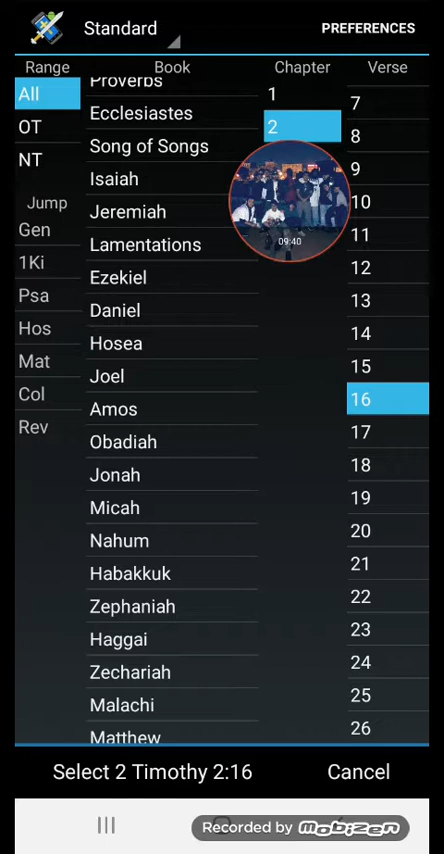 Standard
PREFERENCES
Range
Book
Chapter
Verse
All
OT
NT
Jump
Gen
1Ki
Psa
Hos
Mat
Col
Rev
Proverbs
Ecclesiastes
Song of Songs
Isaiah
Jeremiah
Lamentations
Ezekiel
Daniel
Hosea
Joel
Amos
Obadiah
Jonah
Micah
Nahum
Habakkuk
Zephaniah
Haggai
Zechariah
Malachi
Matthew
1
2
09:40
7
8
9
10
11
12
13
14
15
16
17
18
19
20
21
22
23
24
25
26
Select 2 Timothy 2:16
Cancel
Recorded by Mobizen